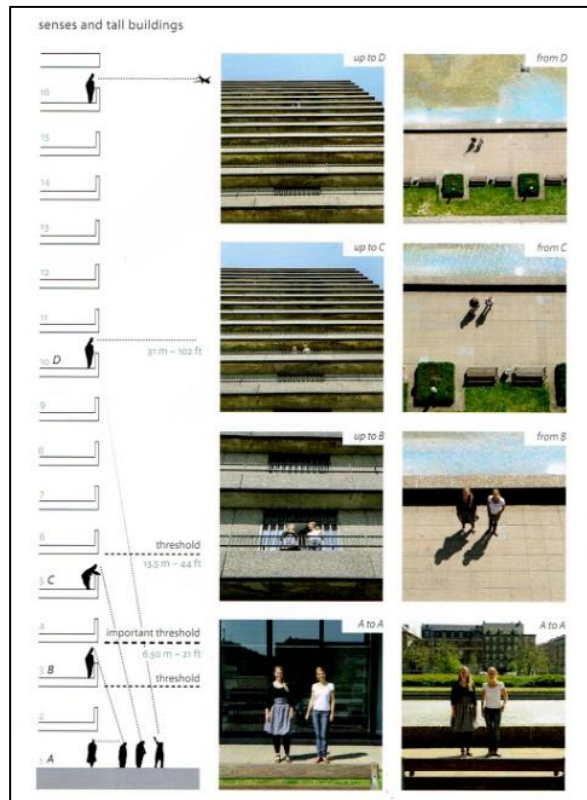 senses and tall buildings
up to D
from D
16
15
14
13
12
11
10 D
31 m – 102 ft
9
8
7
6
threshold
13,5 m – 44 ft
5 C
4
important threshold
6,50 m – 21 ft
3 B
threshold
2
1 A
up to C
from C
up to B
from B
A to A
A to A